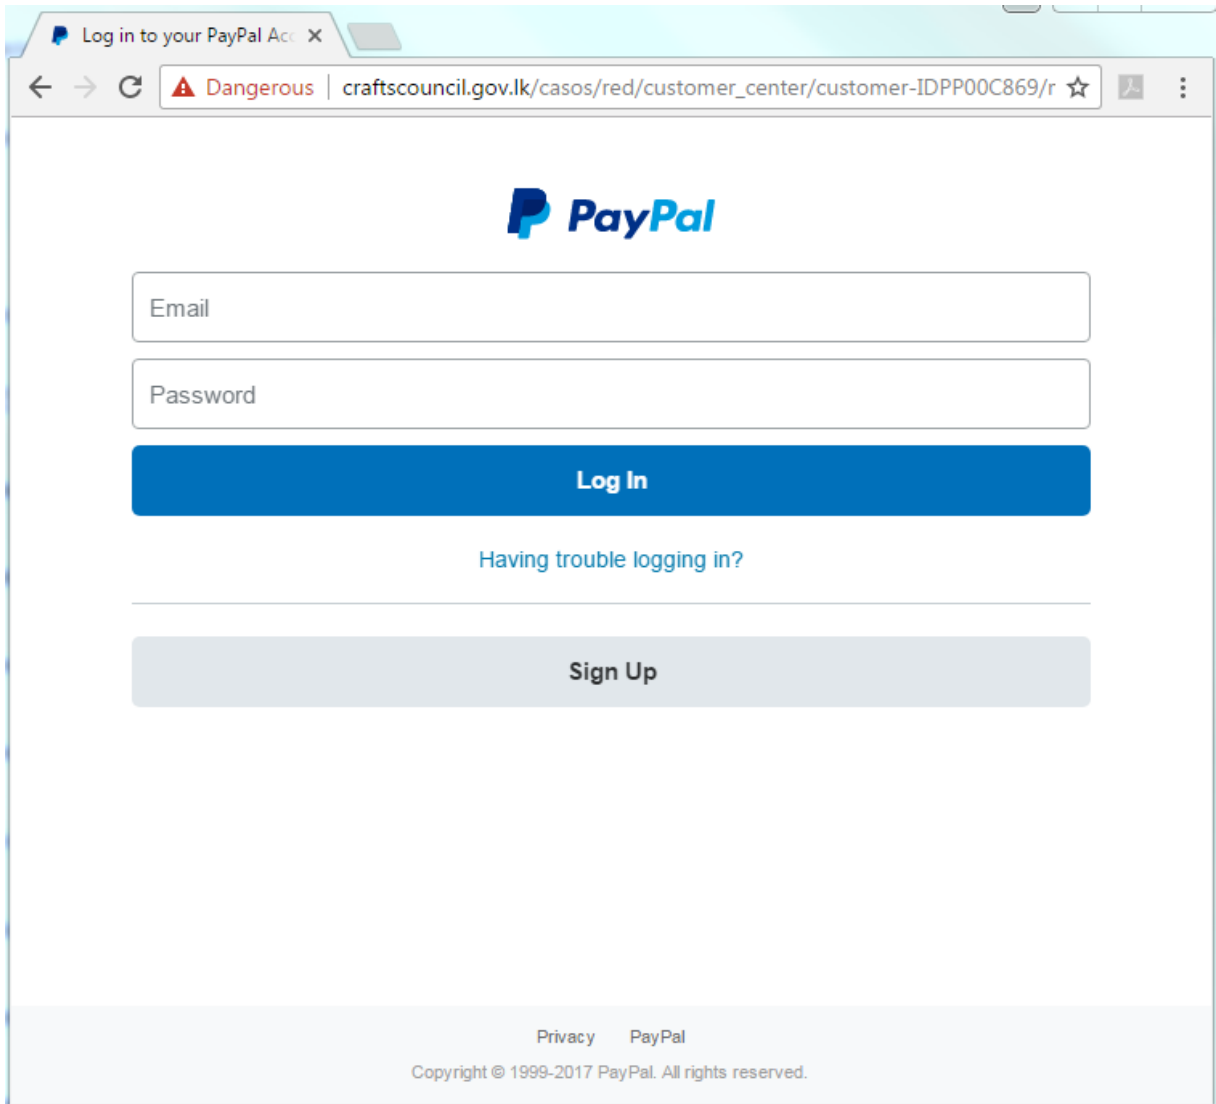 Log in to your PayPal Acc
Dangerous craftscouncil.gov.lk/casos/red/customer_center/customer-IDPP00C869/r
PayPal
Email
Password
Log In
Having trouble logging in?
Sign Up
Privacy PayPal
Copyright © 1999-2017 PayPal. All rights reserved.